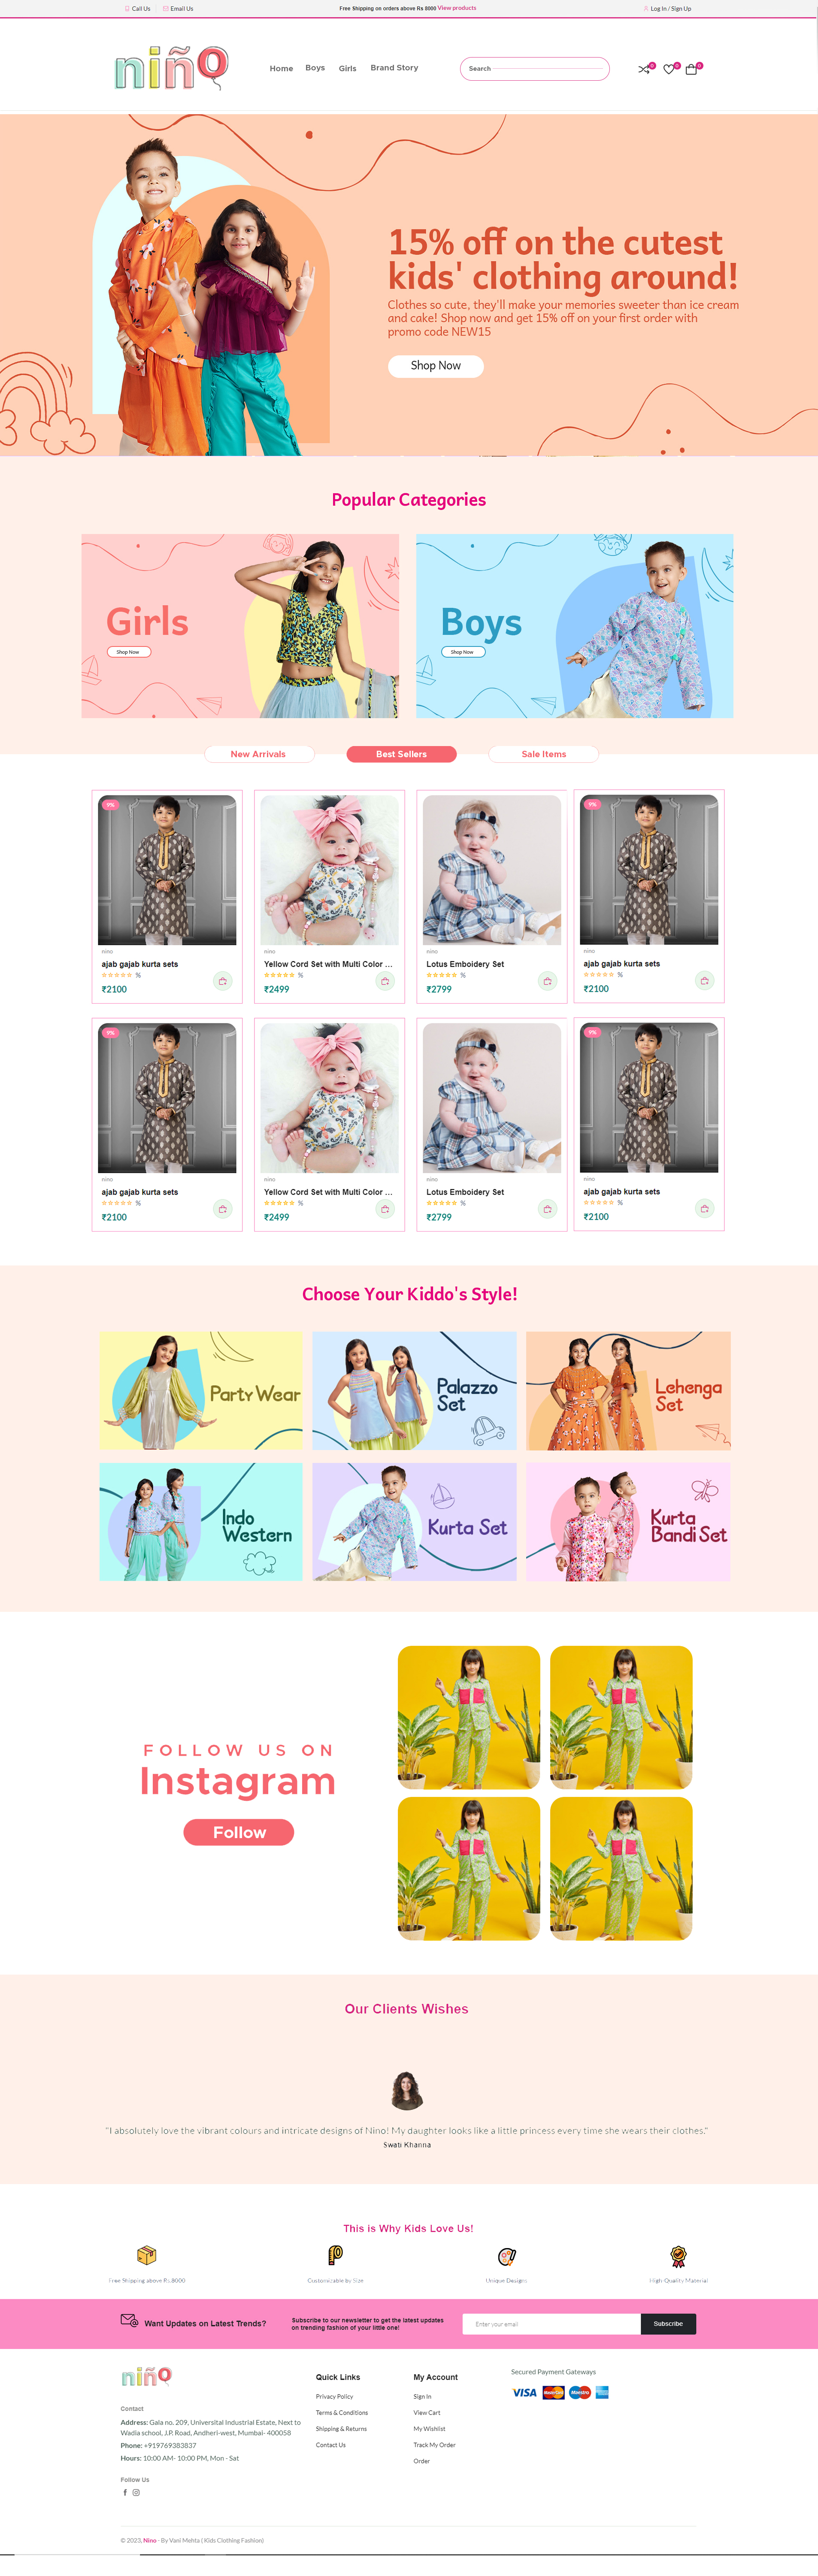 Call Us
Email Us
Free Shipping on orders above Rs 8000 View products
Log In / Sign Up
niño
Home
Boys
Girls
Brand Story
Search
0
0
0
15% off on the cutest
kids' clothing around!
Clothes so cute, they'll make your memories sweeter than ice cream
and cake! Shop now and get 15% off on your first order with
promo code NEW15
Shop Now
Popular Categories
Girls
Shop Now
Boys
Shop Now
New Arrivals
Best Sellers
Sale Items
9%
nino
ajab gajab kurta sets
%
₹2100
nino
Yellow Cord Set with Multi Color ...
%
₹2499
nino
Lotus Emboidery Set
%
₹2799
9%
nino
ajab gajab kurta sets
%
₹2100
9%
nino
ajab gajab kurta sets
%
₹2100
nino
Yellow Cord Set with Multi Color ...
%
₹2499
nino
Lotus Emboidery Set
%
₹2799
9%
nino
ajab gajab kurta sets
%
₹2100
Choose Your Kiddo's Style!
Party Wear
Palazzo
Set
Lehenga
Set
Indo
Western
Kurta Set
Kurta
Bandi Set
FOLLOW US ON
Instagram
Follow
Our Clients Wishes
"I absolutely love the vibrant colours and intricate designs of Nino! My daughter looks like a little princess every time she wears their clothes."
Swati Khanna
This is Why Kids Love Us!
Free Shipping above Rs.8000
Customizable by Size
Unique Designs
High-Quality Material
Want Updates on Latest Trends?
Subscribe to our newsletter to get the latest updates
on trending fashion of your little one!
Enter your email
Subscribe
niño
Contact
Address: Gala no. 209, Universital Industrial Estate, Next to
Wadia school, J.P. Road, Andheri-west, Mumbai- 400058
Phone: +919769383837
Hours: 10:00 AM- 10:00 PM, Mon - Sat
Follow Us
Quick Links
Privacy Policy
Terms & Conditions
Shipping & Returns
Contact Us
My Account
Sign In
View Cart
My Wishlist
Track My Order
Order
Secured Payment Gateways
VISA
MasterCard
Maestro
© 2023, Nino - By Vani Mehta ( Kids Clothing Fashion)